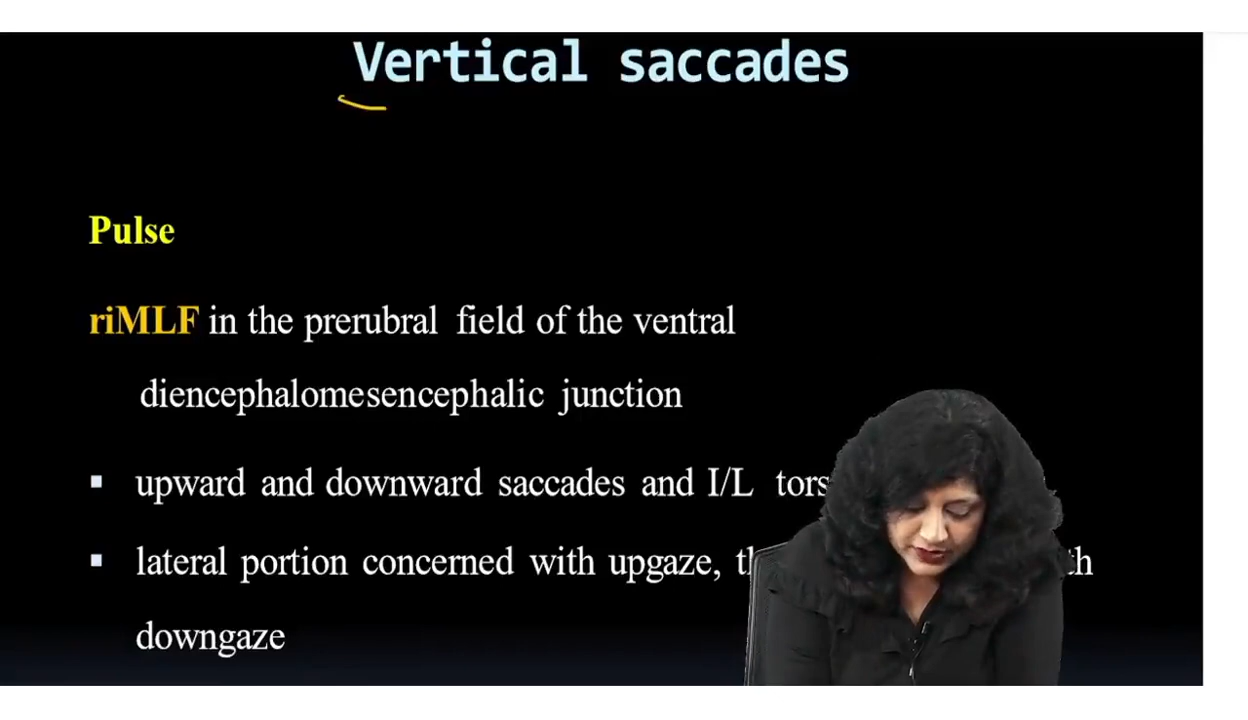 Vertical saccades
Pulse
riMLF in the prerubral field of the ventral
diencephalomesencephalic junction
▪ upward and downward saccades and I/L
▪ lateral portion concerned with upgaze,
downgaze